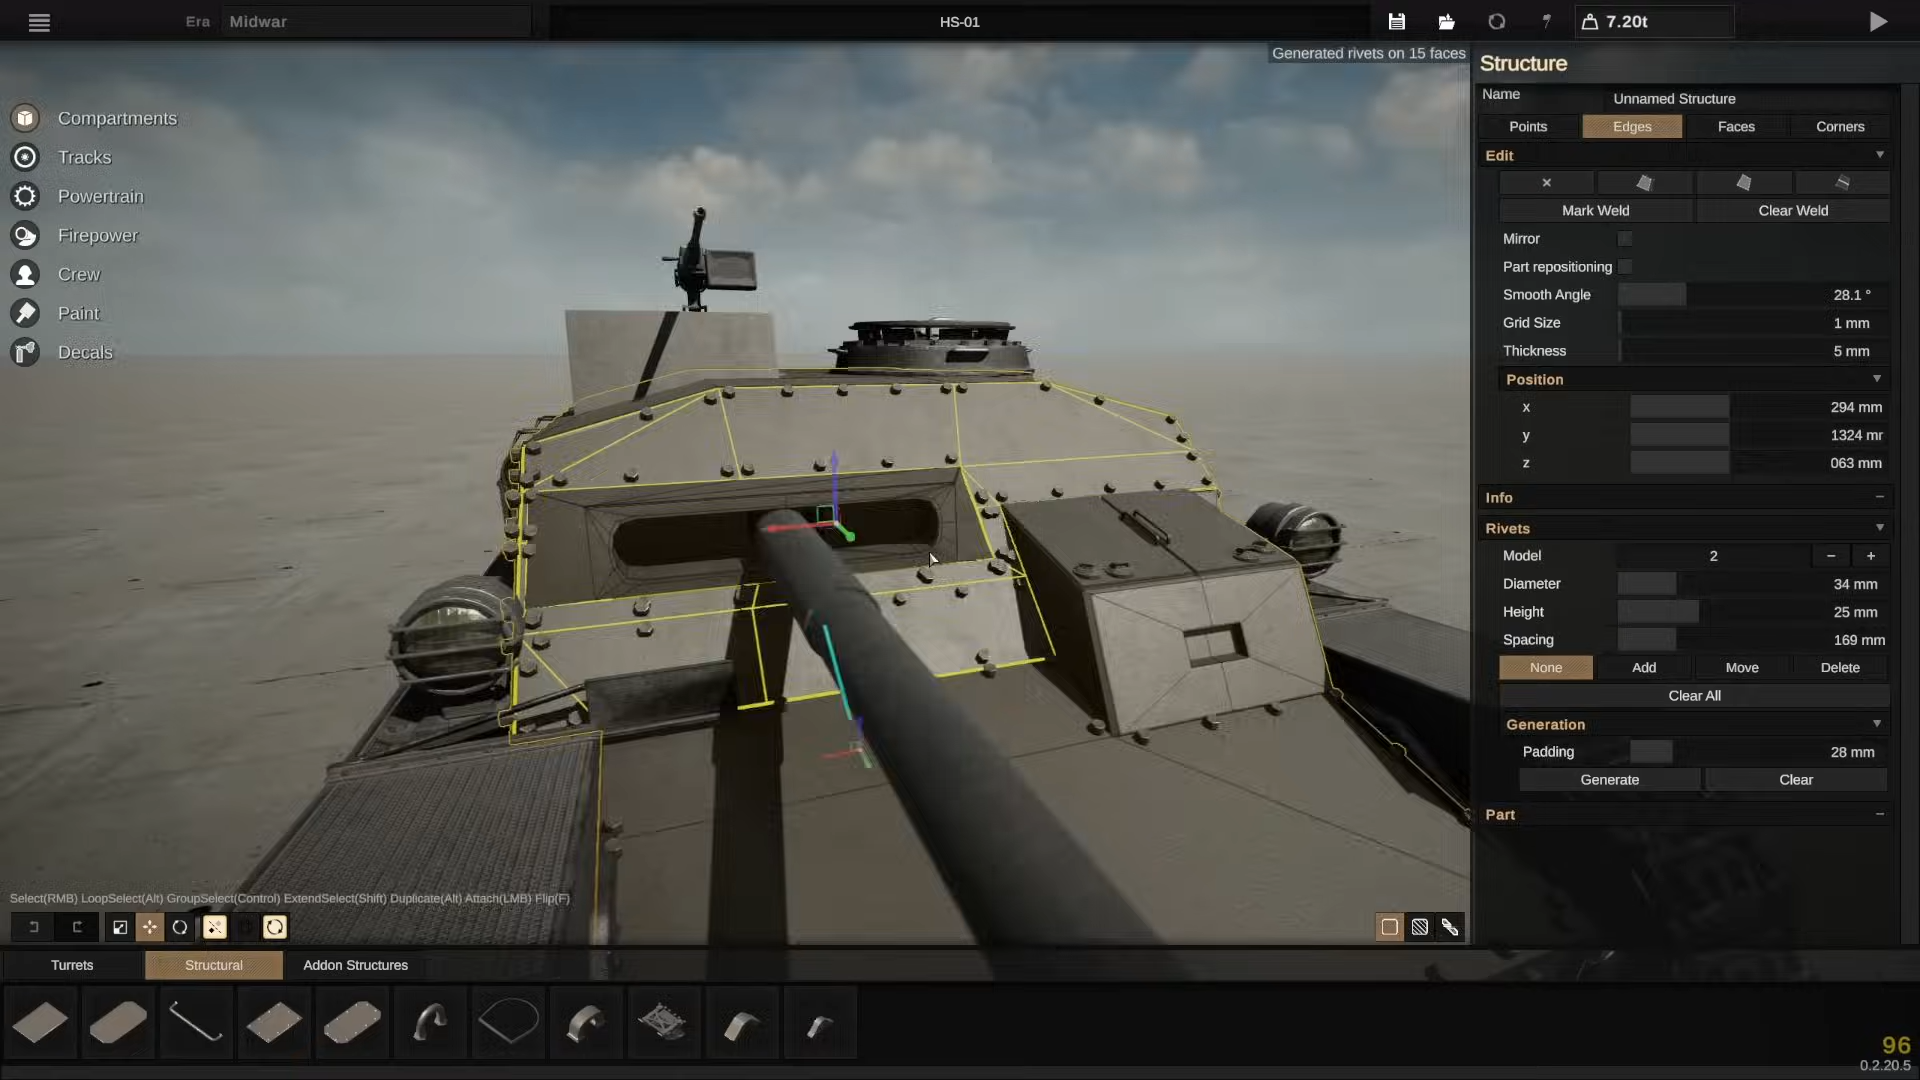 Era Midwar
HS-01
7.20t
Generated rivets on 15 faces
Compartments
Tracks
Powertrain
Firepower
Crew
Paint
Decals
Structure
Name Unnamed Structure
Points Edges Faces Corners
Edit
Mark Weld Clear Weld
Mirror
Part repositioning
Smooth Angle 28.1 °
Grid Size 1 mm
Thickness 5 mm
Position
x 294 mm
y 1324 mr
z 063 mm
Info
Rivets
Model 2 − +
Diameter 34 mm
Height 25 mm
Spacing 169 mm
None Add Move Delete
Clear All
Generation
Padding 28 mm
Generate Clear
Part
Select(RMB) LoopSelect(Alt) GroupSelect(Control) ExtendSelect(Shift) Duplicate(Alt) Attach(LMB) Flip(F)
Turrets Structural Addon Structures
96
0.2.20.5